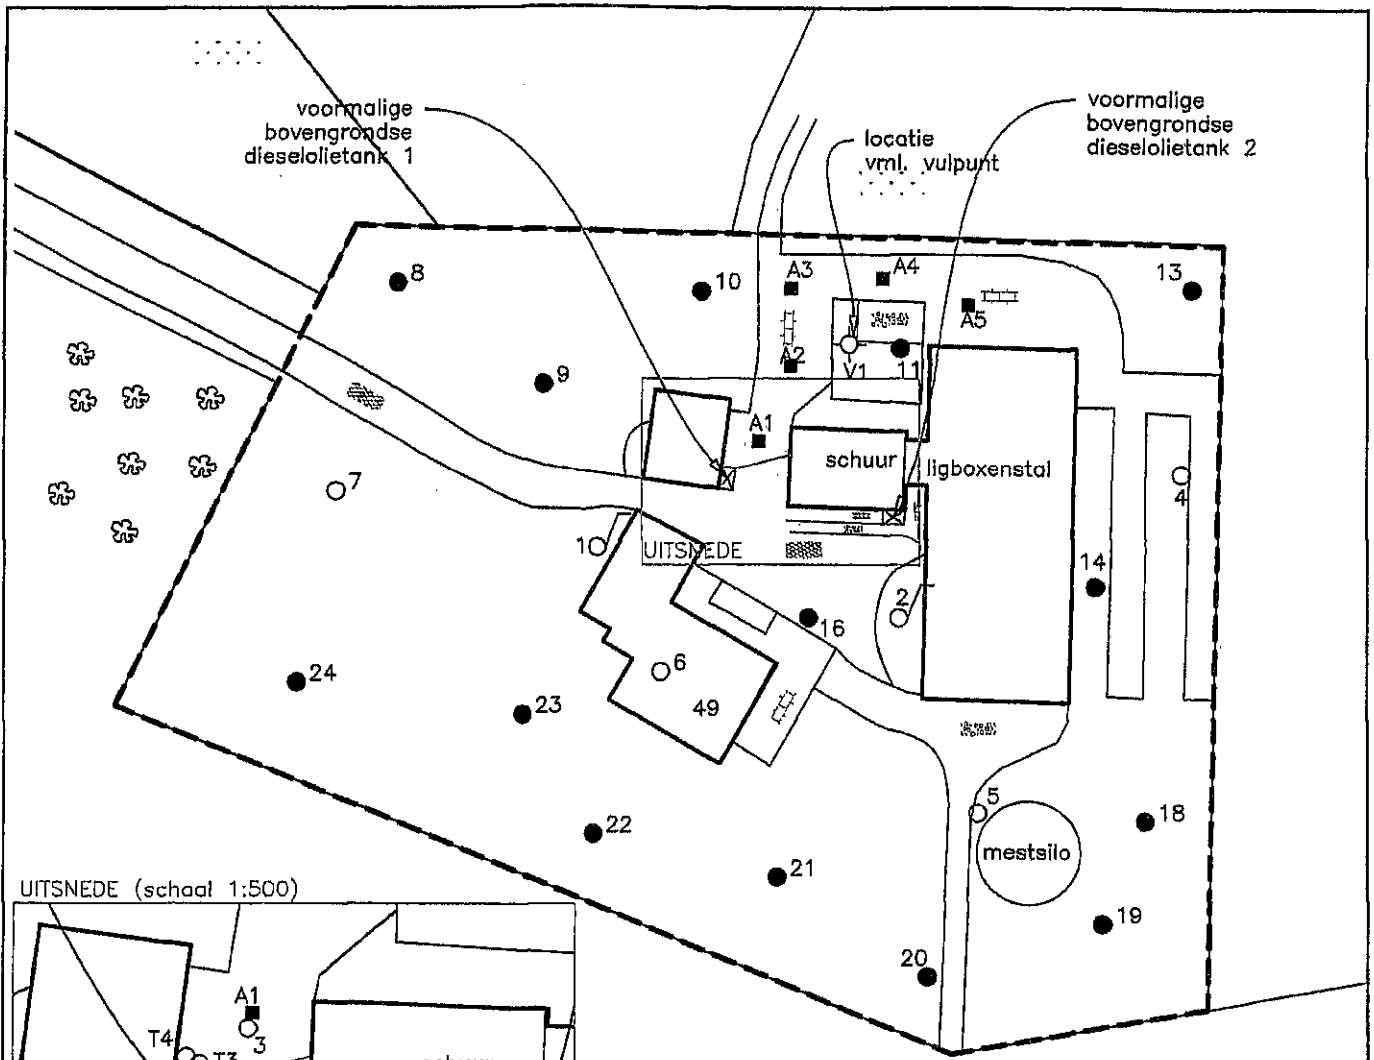 voormalige
bovengrondse
dieselolietank 1
locatie
vml. vulpunt
voormalige
bovengrondse
dieselolietank 2
8
10
A3
A4
A5
13
9
A2
V1
11
A1
schuur
ligboxenstal
7
4
1
UITSNEDE
14
2
16
6
24
23
49
5
18
22
mestsilo
21
19
20
UITSNEDE (schaal 1:500)
A1
3
T4
T3